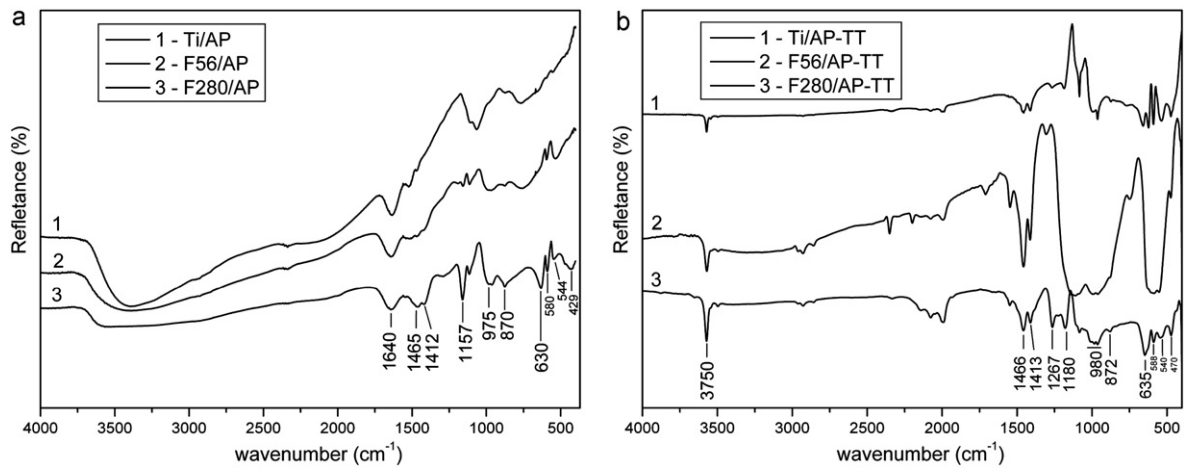 a
1 - Ti/AP
2 - F56/AP
3 - F280/AP
Refletance (%)
1
2
3
1640
1465
1412
1157
975
870
630
580
544
429
4000 3500 3000 2500 2000 1500 1000 500
wavenumber (cm⁻¹)
b
1 - Ti/AP-TT
2 - F56/AP-TT
3 - F280/AP-TT
Refletance (%)
1
2
3
3750
1466
1413
1267
1180
980
872
635
588
540
470
4000 3500 3000 2500 2000 1500 1000 500
wavenumber (cm⁻¹)